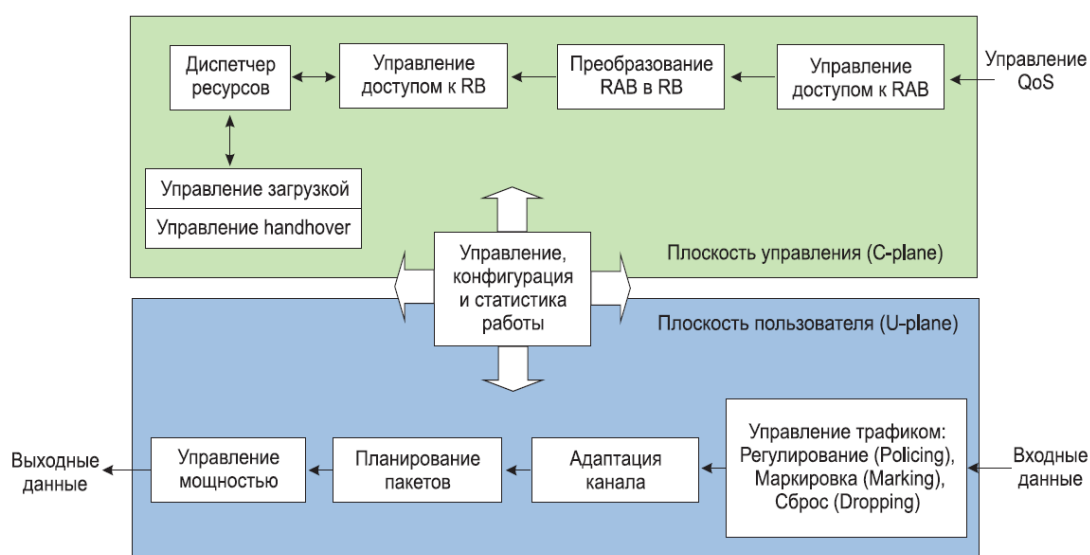 Диспетчер
ресурсов
Управление
доступом к RB
Преобразование
RAB в RB
Управление
доступом к RAB
Управление
QoS
Управление загрузкой
Управление handhover
Управление,
конфигурация
и статистика
работы
Плоскость управления (C-plane)
Плоскость пользователя (U-plane)
Выходные
данные
Управление
мощностью
Планирование
пакетов
Адаптация
канала
Управление трафиком:
Регулирование (Policing),
Маркировка (Marking),
Сброс (Dropping)
Входные
данные